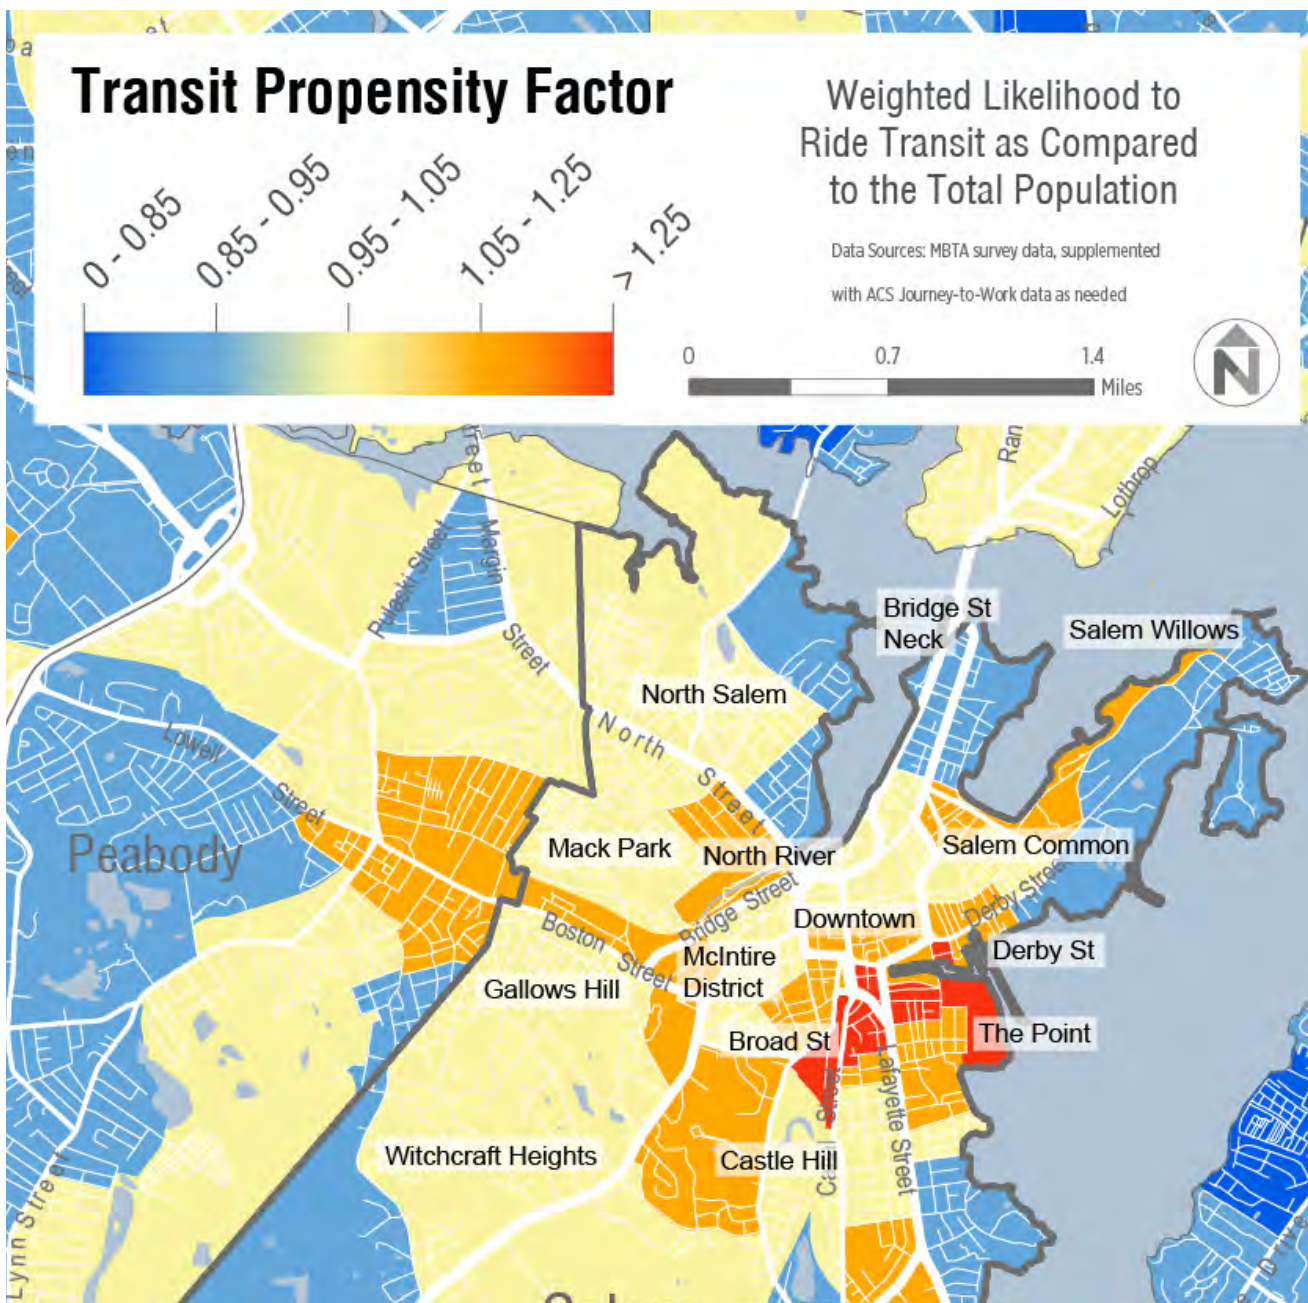 Transit Propensity Factor
Weighted Likelihood to
Ride Transit as Compared
to the Total Population
0 - 0.85
0.85 - 0.95
0.95 - 1.05
1.05 - 1.25
> 1.25
Data Sources: MBTA survey data, supplemented
with ACS Journey-to-Work data as needed
0
0.7
1.4
Miles
N
Ran
Lothrop
Pulaski Street
Margin
Street
Bridge St
Neck
Salem Willows
North Salem
North
Street
Lowell
Street
Peabody
Mack Park
North River
Salem Common
Bridge Street
Derby Street
Boston
Street
Downtown
McIntire
District
Derby St
Gallows Hill
Broad St
The Point
Lafayette Street
Street
Witchcraft Heights
Castle Hill
Lynn Street